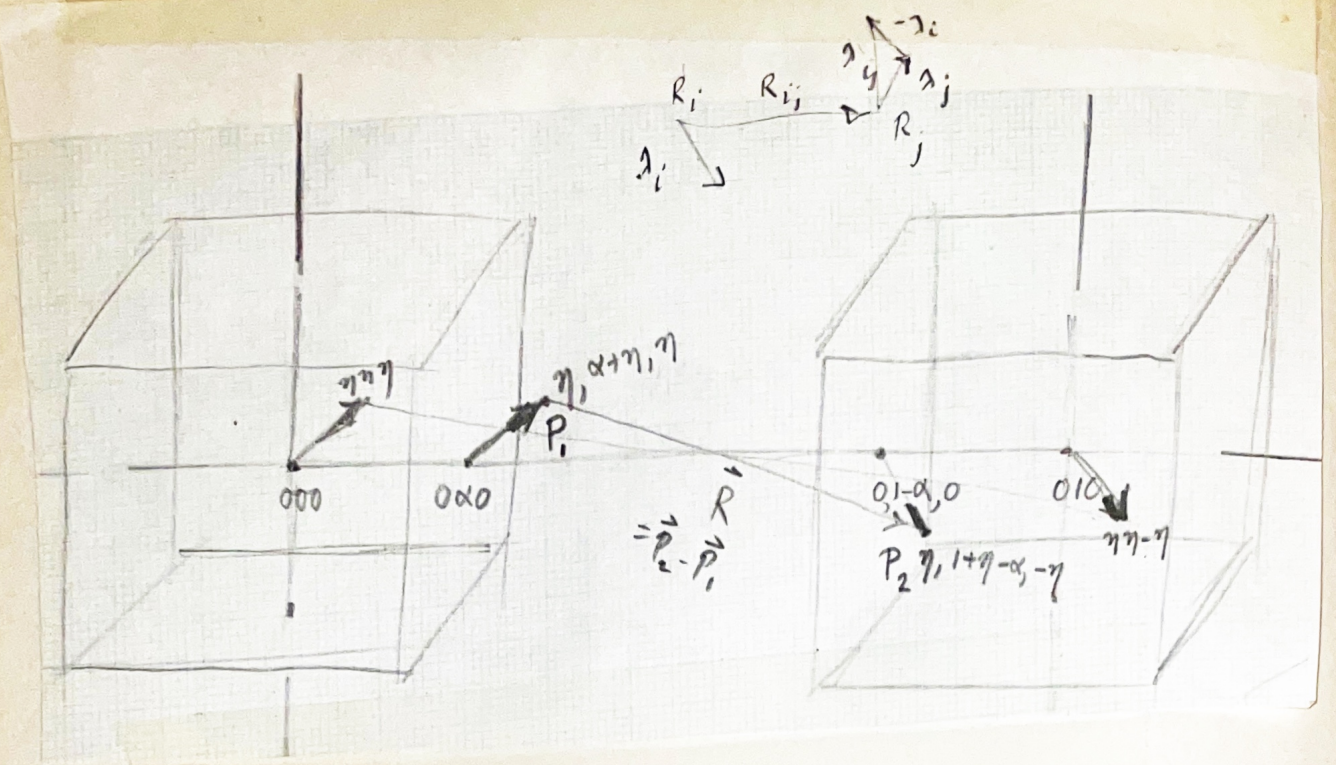 -λi
λij
λj
Ri
Rij
Rj
λi
ηηη
η, α+η, η
P1
000
0α0
R
=P2-P1
0,1-α,0
010
P2 η, 1+η-α, -η
ηη-η